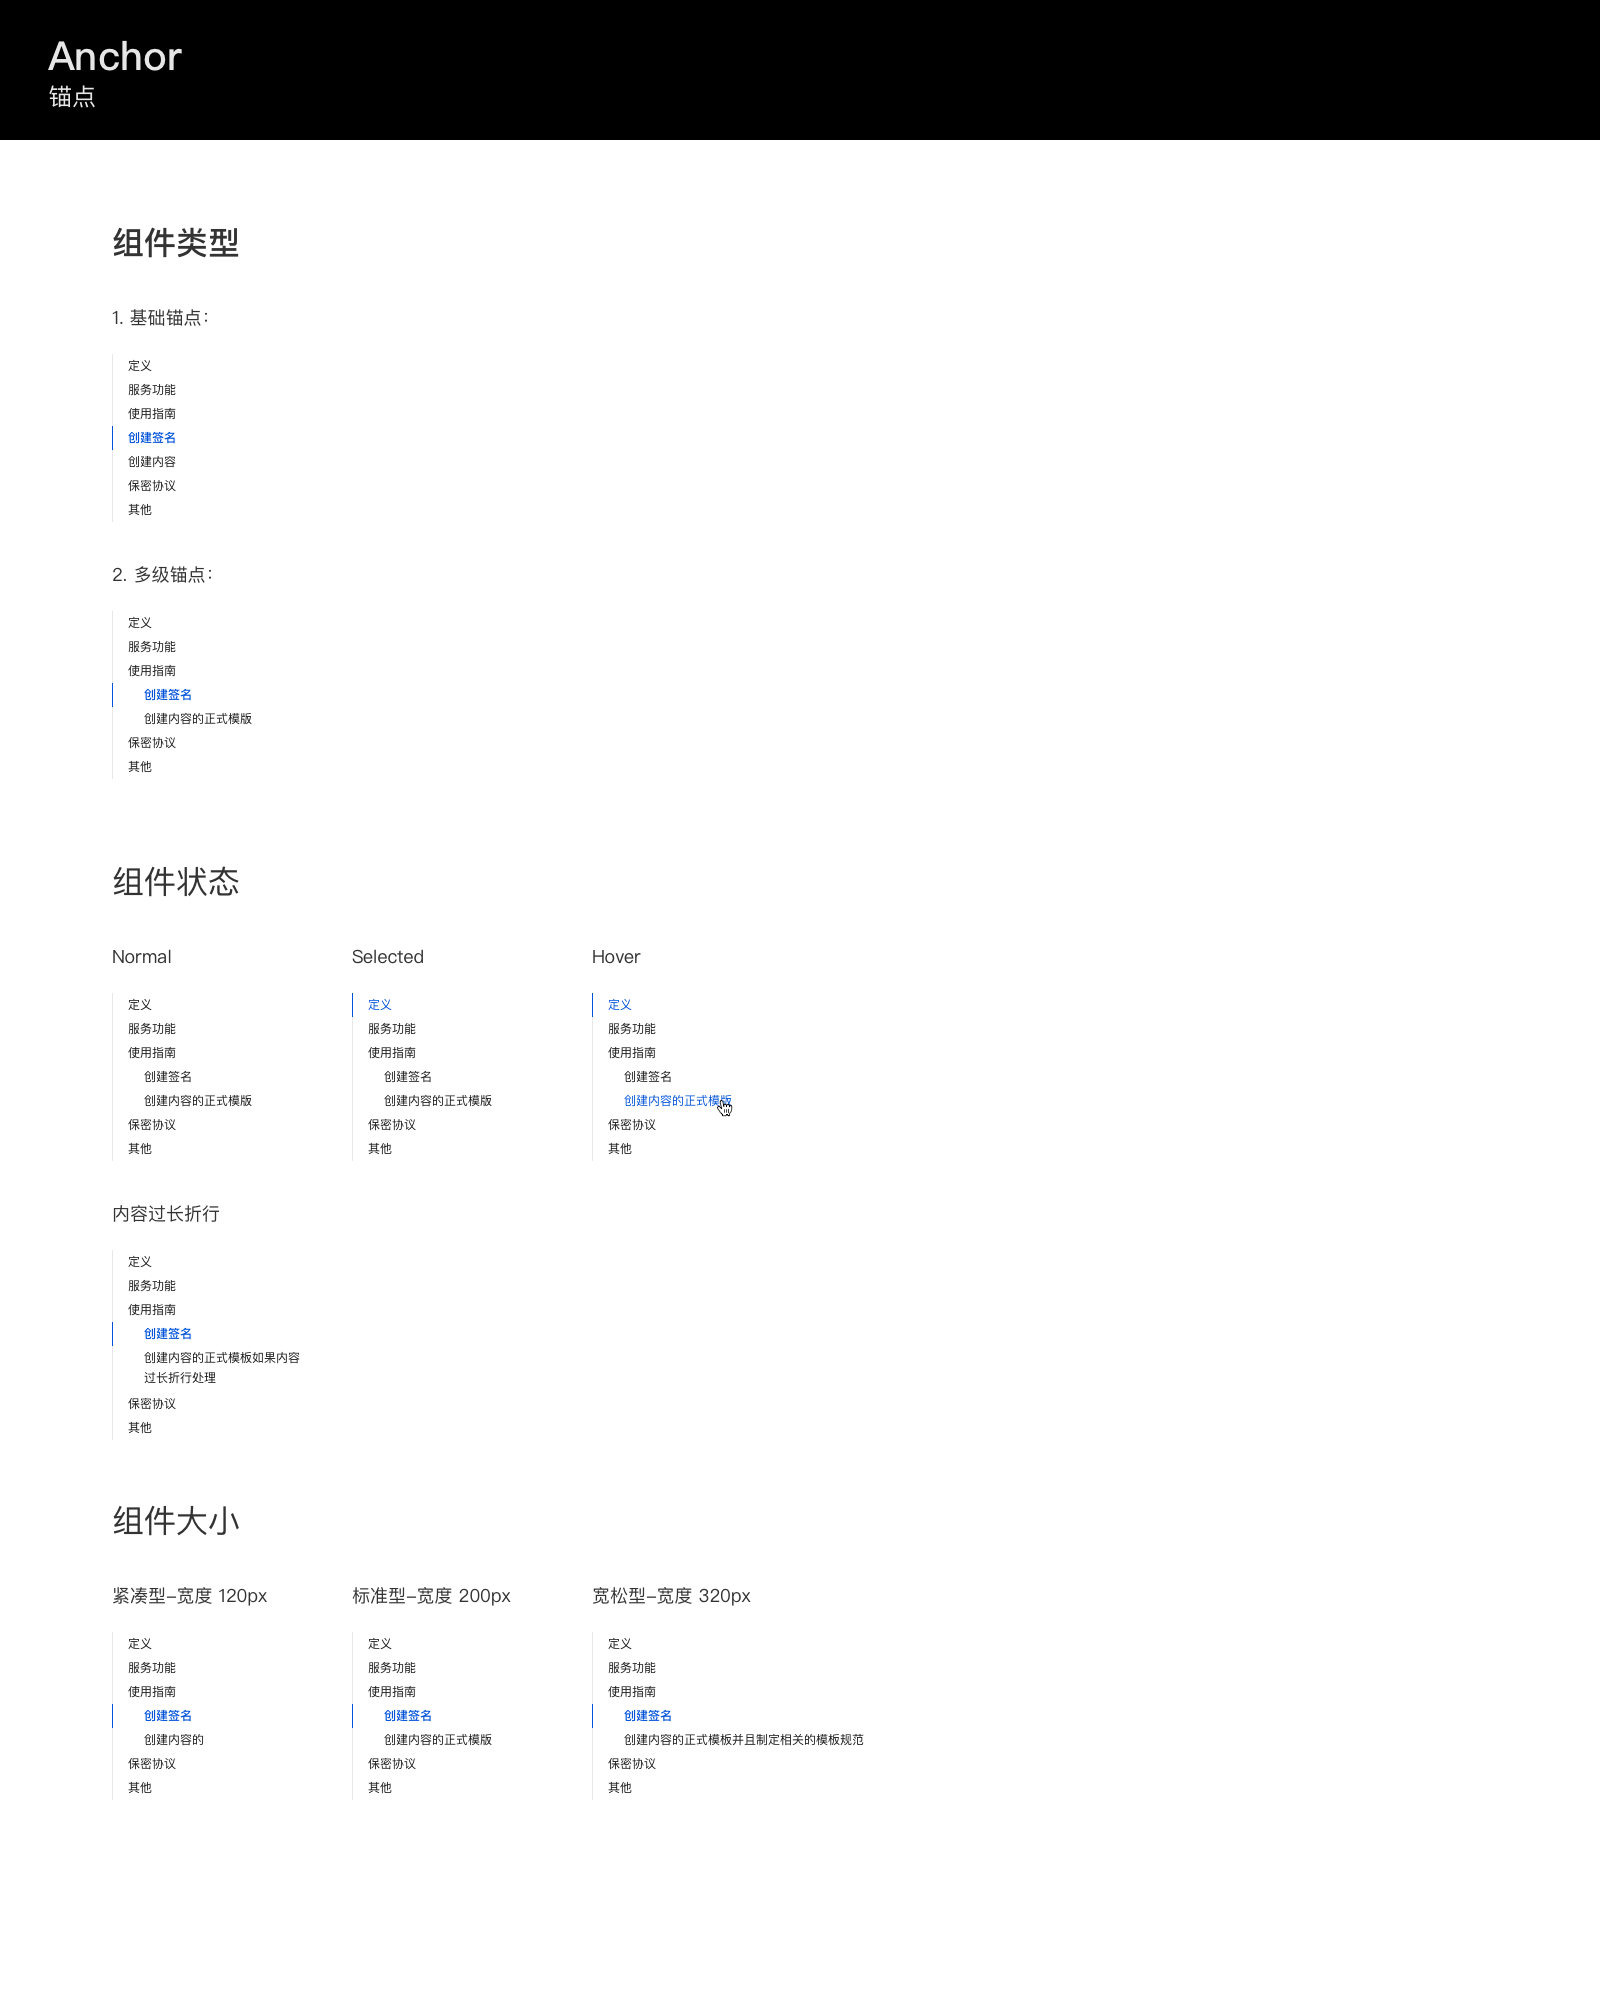 Anchor
锚点
组件类型
1. 基础锚点：
定义
服务功能
使用指南
创建签名
创建内容
保密协议
其他
2. 多级锚点：
定义
服务功能
使用指南
创建签名
创建内容的正式模版
保密协议
其他
组件状态
Normal
定义
服务功能
使用指南
创建签名
创建内容的正式模版
保密协议
其他
Selected
定义
服务功能
使用指南
创建签名
创建内容的正式模版
保密协议
其他
Hover
定义
服务功能
使用指南
创建签名
创建内容的正式模版
保密协议
其他
内容过长折行
定义
服务功能
使用指南
创建签名
创建内容的正式模板如果内容
过长折行处理
保密协议
其他
组件大小
紧凑型-宽度 120px
定义
服务功能
使用指南
创建签名
创建内容的
保密协议
其他
标准型-宽度 200px
定义
服务功能
使用指南
创建签名
创建内容的正式模版
保密协议
其他
宽松型-宽度 320px
定义
服务功能
使用指南
创建签名
创建内容的正式模板并且制定相关的模板规范
保密协议
其他